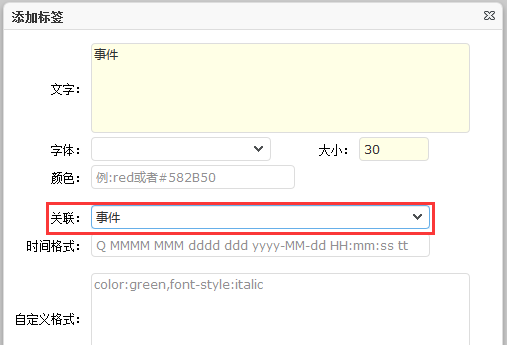 添加标签
文字： 事件
字体： 大小： 30
颜色： 例:red或者#582B50
关联： 事件
时间格式： Q MMMM MMM dddd ddd yyyy-MM-dd HH:mm:ss tt
color:green,font-style:italic
自定义格式：